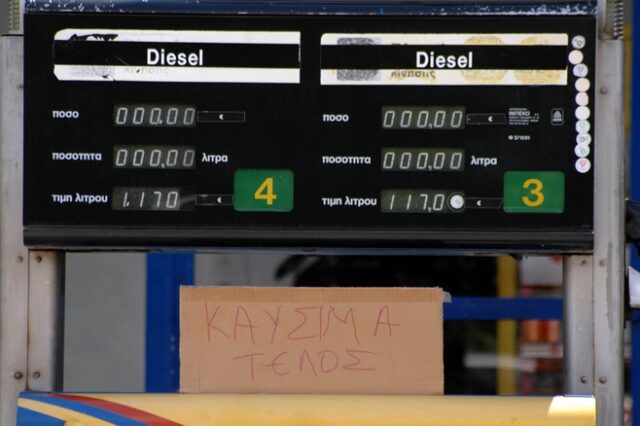 Diesel
Diesel
ποσο
000.00
€
ποσο
000,00
€
ΙΜΠΕΛΚΟ
ποσοτητα
000.00
λιτρα
ποσοτητα
000,00
λιτρα
τιμη λιτρου
1.170
€
4
τιμη λιτρου
117,0
€
3
ΚΑΥΣΙΜΑ
ΤΕΛΟΣ